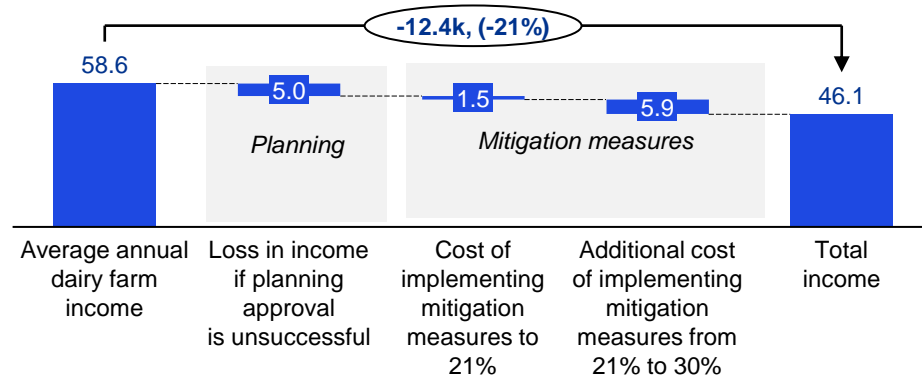 -12.4k, (-21%)
58.6
5.0
1.5
5.9
46.1
Planning
Mitigation measures
Average annual
dairy farm
income
Loss in income
if planning
approval
is unsuccessful
Cost of
implementing
mitigation
measures to
21%
Additional cost
of implementing
mitigation
measures from
21% to 30%
Total
income